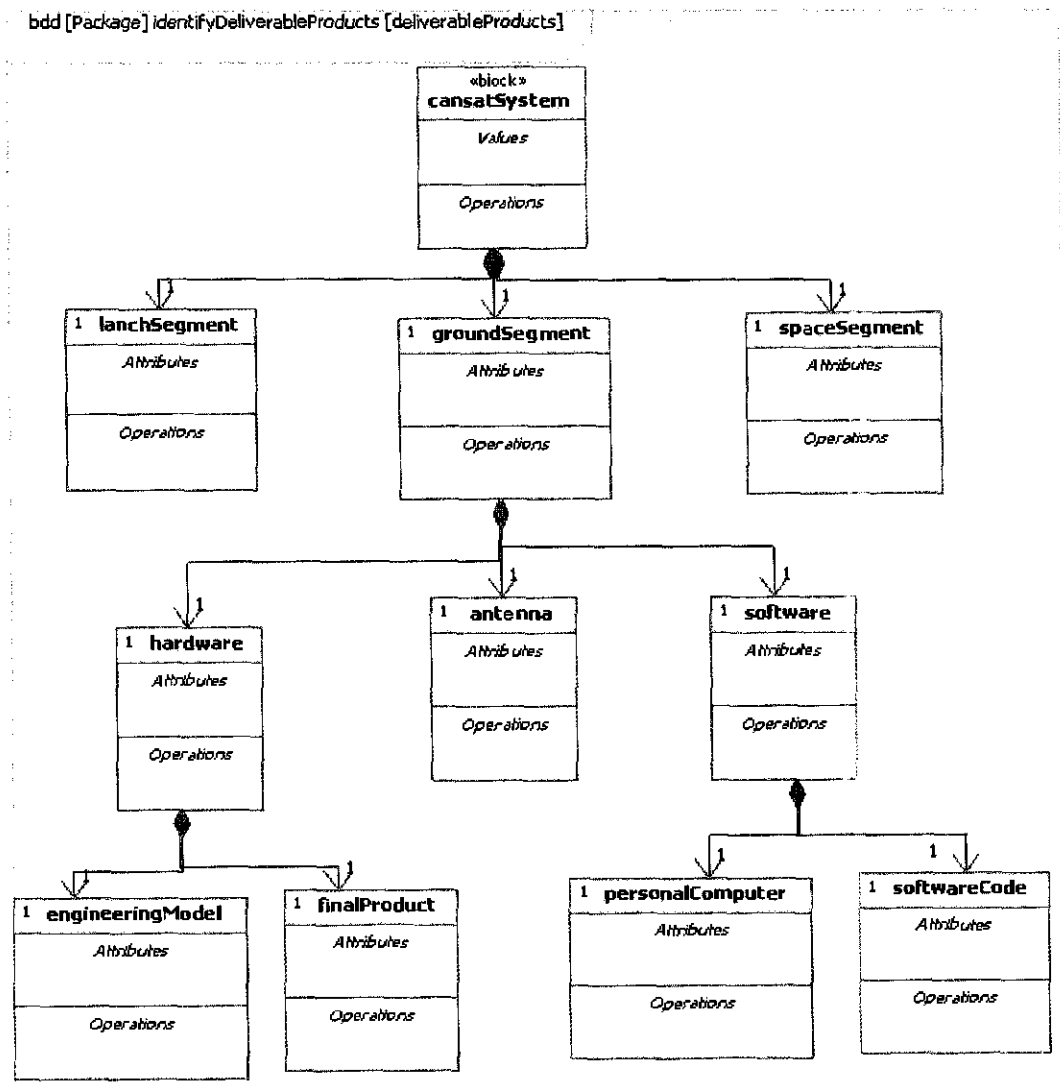 bdd [Package] identifyDeliverableProducts [deliverableProducts]
«block»
cansatSystem
Values
Operations
1
1
1
1 lanchSegment
Attributes
Operations
1 groundSegment
Attributes
Operations
1 spaceSegment
Attributes
Operations
1
1
1
1 hardware
Attributes
Operations
1 antenna
Attributes
Operations
1 software
Attributes
Operations
1
1
1
1
1 engineeringModel
Attributes
Operations
1 finalProduct
Attributes
Operations
1 personalComputer
Attributes
Operations
1 softwareCode
Attributes
Operations